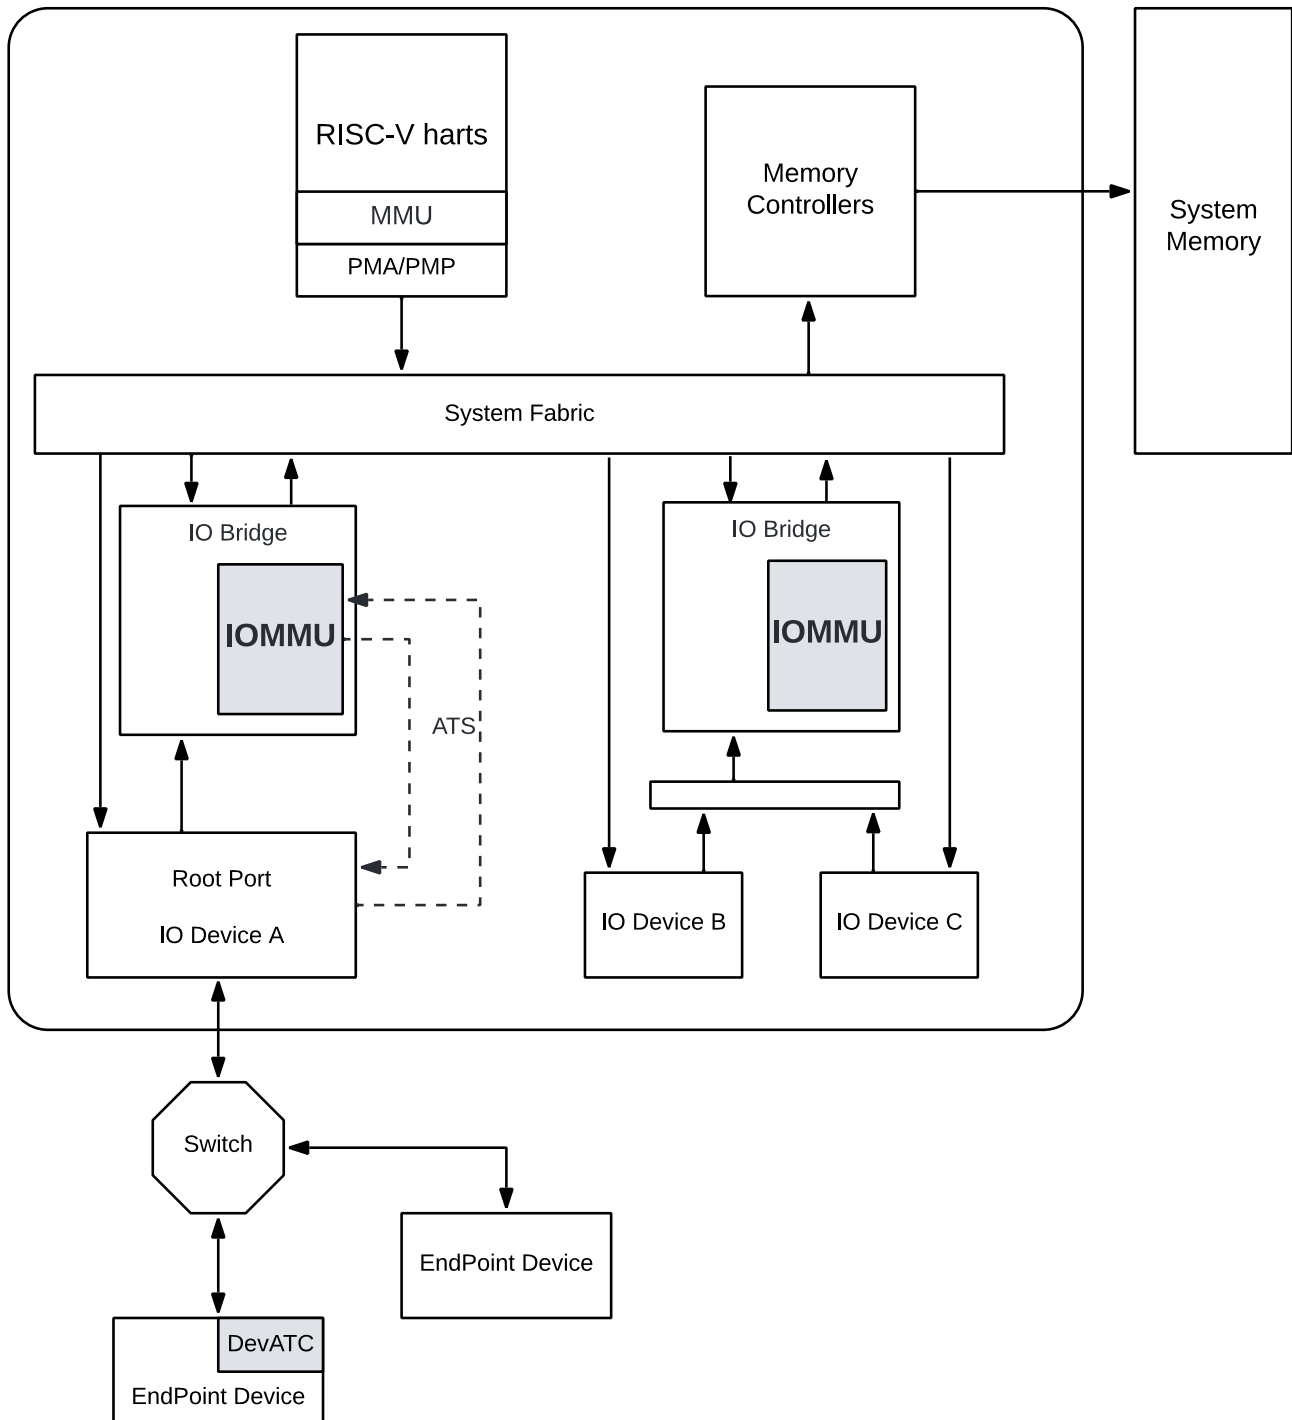 RISC-V harts
MMU
PMA/PMP
Memory
Controllers
System
Memory
System Fabric
IO Bridge
IOMMU
IO Bridge
IOMMU
ATS
Root Port
IO Device A
IO Device B
IO Device C
Switch
EndPoint Device
DevATC
EndPoint Device